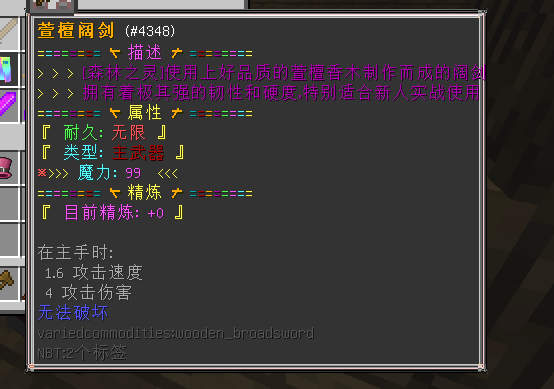 萱檀阔剑 (#4348)
======== ㄘ 描述 ㄘ ========
> > > [森林之灵]使用上好品质的萱檀香木制作而成的阔剑
> > > 拥有着极其强的韧性和硬度,特别适合新人实战使用
======== ㄘ 属性 ㄘ ========
『 耐久: 无限 』
『 类型: 主武器 』
※>>> 魔力: 99 <<<
======== ㄘ 精炼 ㄘ ========
『 目前精炼: +0 』
在主手时:
1.6 攻击速度
4 攻击伤害
无法破坏
variedcommodities:wooden_broadsword
NBT:2个标签